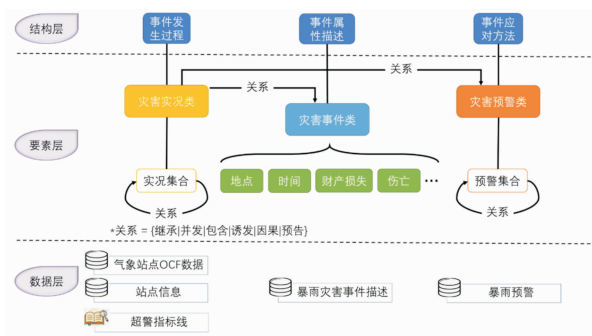 结构层
事件发
生过程
事件属
性描述
事件应
对方法
关系
关系
灾害实况类
灾害事件类
灾害预警类
要素层
实况集合
地点
时间
财产损失
伤亡
...
预警集合
关系
关系
*关系 = {继承|并发|包含|诱发|因果|预告}
数据层
气象站点OCF数据
站点信息
暴雨灾害事件描述
暴雨预警
超警指标线